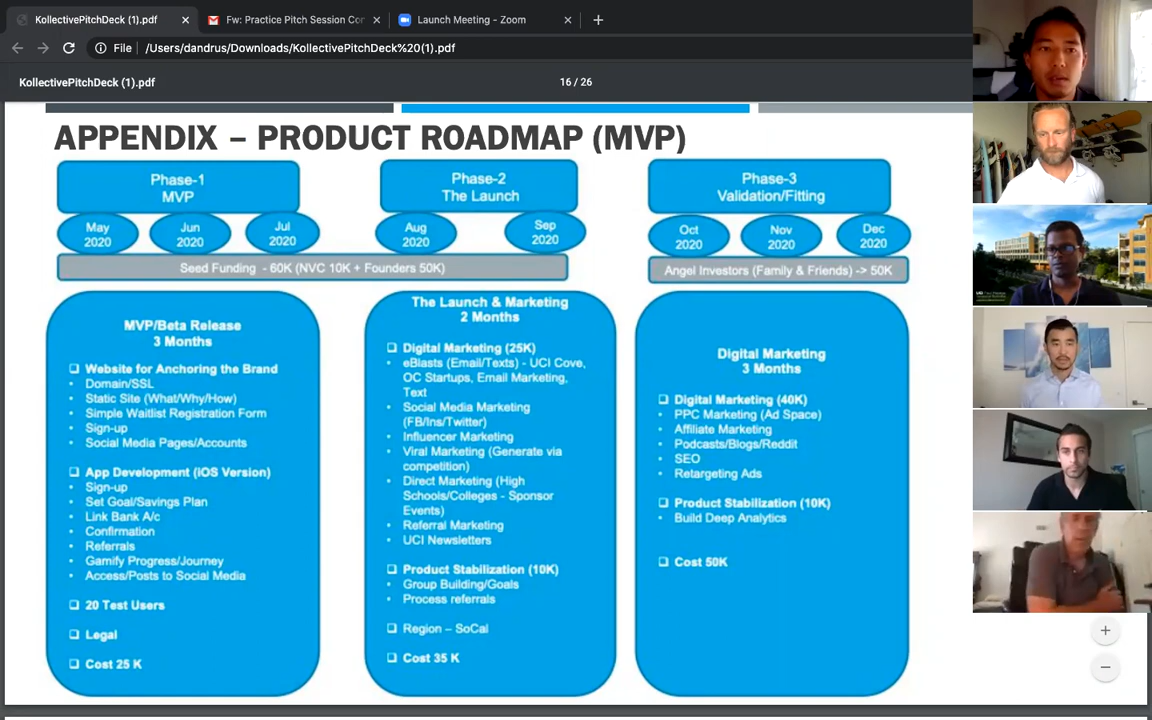 KollectivePitchDeck (1).pdf
Fw: Practice Pitch Session Cor
Launch Meeting - Zoom
File
/Users/dandrus/Downloads/KollectivePitchDeck%20(1).pdf
KollectivePitchDeck (1).pdf
16 / 26
APPENDIX – PRODUCT ROADMAP (MVP)
Phase-1
MVP
May
2020
Jun
2020
Jul
2020
Phase-2
The Launch
Aug
2020
Sep
2020
Phase-3
Validation/Fitting
Oct
2020
Nov
2020
Dec
2020
Seed Funding - 60K (NVC 10K + Founders 50K)
Angel Investors (Family & Friends) -> 50K
MVP/Beta Release
3 Months
Website for Anchoring the Brand
Domain/SSL
Static Site (What/Why/How)
Simple Waitlist Registration Form
Sign-up
Social Media Pages/Accounts
App Development (iOS Version)
Sign-up
Set Goal/Savings Plan
Link Bank A/c
Confirmation
Referrals
Gamify Progress/Journey
Access/Posts to Social Media
20 Test Users
Legal
Cost 25 K
The Launch & Marketing
2 Months
Digital Marketing (25K)
eBlasts (Email/Texts) - UCI Cove,
OC Startups, Email Marketing,
Text
Social Media Marketing
(FB/Ins/Twitter)
Influencer Marketing
Viral Marketing (Generate via
competition)
Direct Marketing (High
Schools/Colleges - Sponsor
Events)
Referral Marketing
UCI Newsletters
Product Stabilization (10K)
Group Building/Goals
Process referrals
Region – SoCal
Cost 35 K
Digital Marketing
3 Months
Digital Marketing (40K)
PPC Marketing (Ad Space)
Affiliate Marketing
Podcasts/Blogs/Reddit
SEO
Retargeting Ads
Product Stabilization (10K)
Build Deep Analytics
Cost 50K